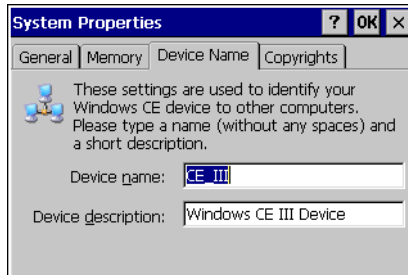 System Properties ? OK ×
General Memory Device Name Copyrights
These settings are used to identify your
Windows CE device to other computers.
Please type a name (without any spaces) and
a short description.
Device name: CE_III
Device description: Windows CE III Device